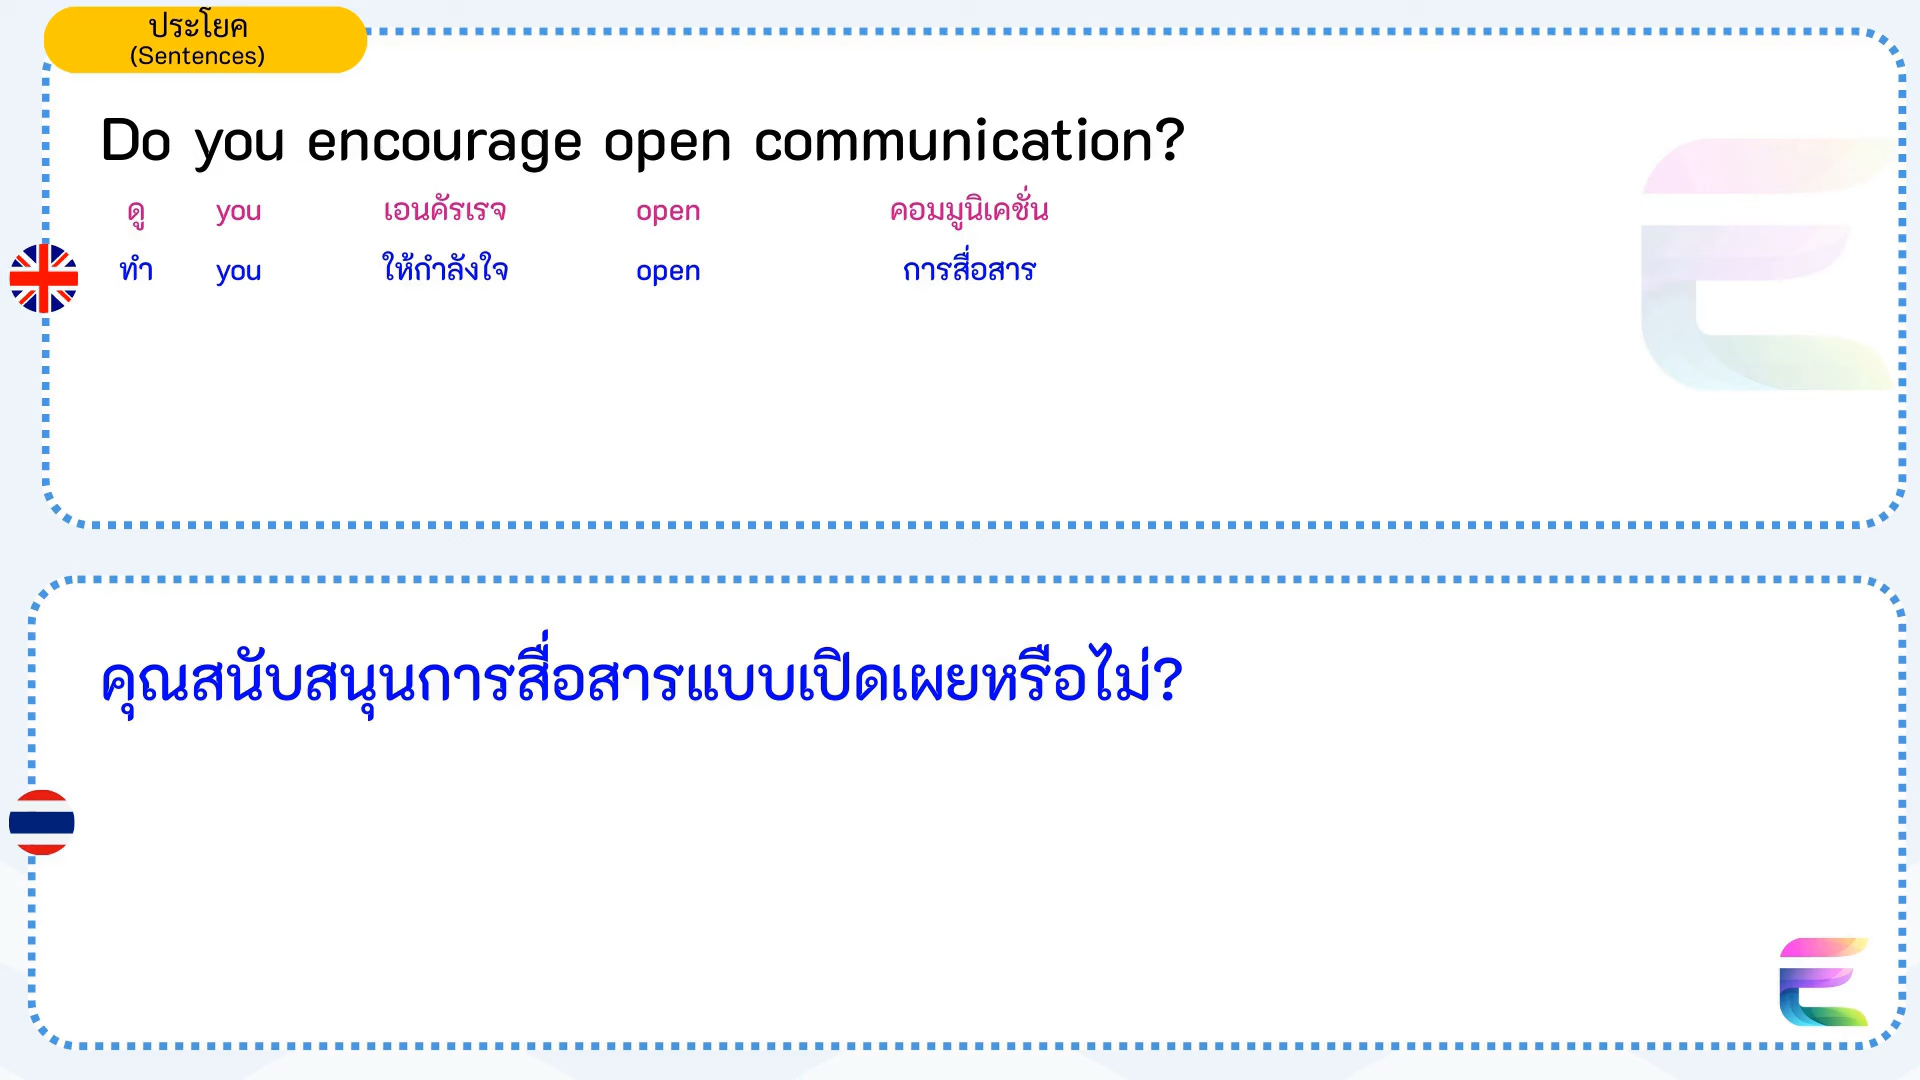 ประโยค
(Sentences)
Do you encourage open communication?
ดู you เอนคัรเรจ open คอมมูนิเคชั่น
ทำ you ให้กำลังใจ open การสื่อสาร
คุณสนับสนุนการสื่อสารแบบเปิดเผยหรือไม่?